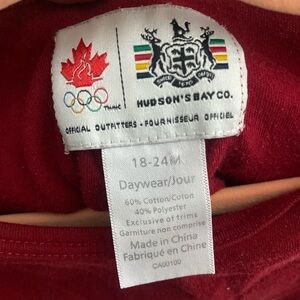 HUDSON'S BAY CO.
OFFICIAL OUTFITTERS - FOURNISSEUR OFFICIEL
18-24M
Daywear/Jour
60% Cotton/Coton
40% Polyester
Exclusive of trims
Garniture non comprise
Made in China
Fabriqué en Chine
CA00100